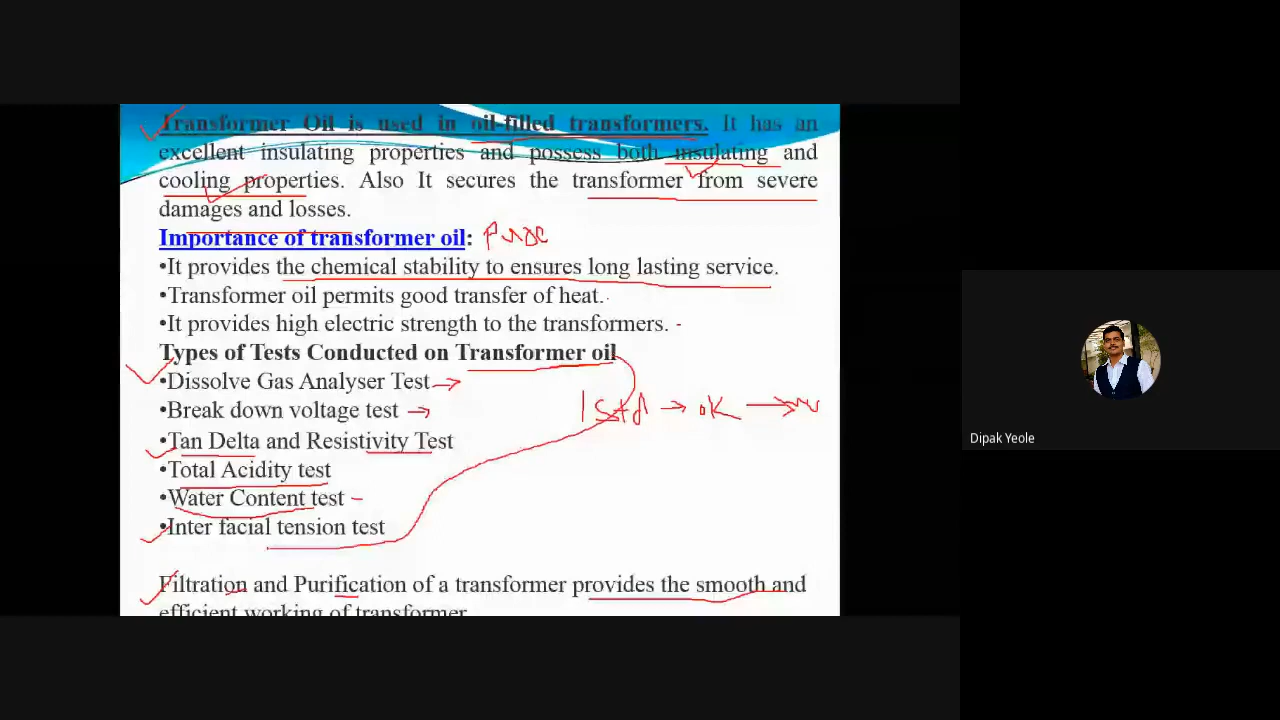 Transformer Oil is used in oil-filled transformers. It has an
excellent insulating properties and possess both insulating and
cooling properties. Also It secures the transformer from severe
damages and losses.
Importance of transformer oil:
•It provides the chemical stability to ensures long lasting service.
•Transformer oil permits good transfer of heat.
•It provides high electric strength to the transformers.
Types of Tests Conducted on Transformer oil
•Dissolve Gas Analyser Test
•Break down voltage test
Std → OK →
•Tan Delta and Resistivity Test
•Total Acidity test
•Water Content test
•Inter facial tension test
Filtration and Purification of a transformer provides the smooth and
efficient working of transformer
Dipak Yeole